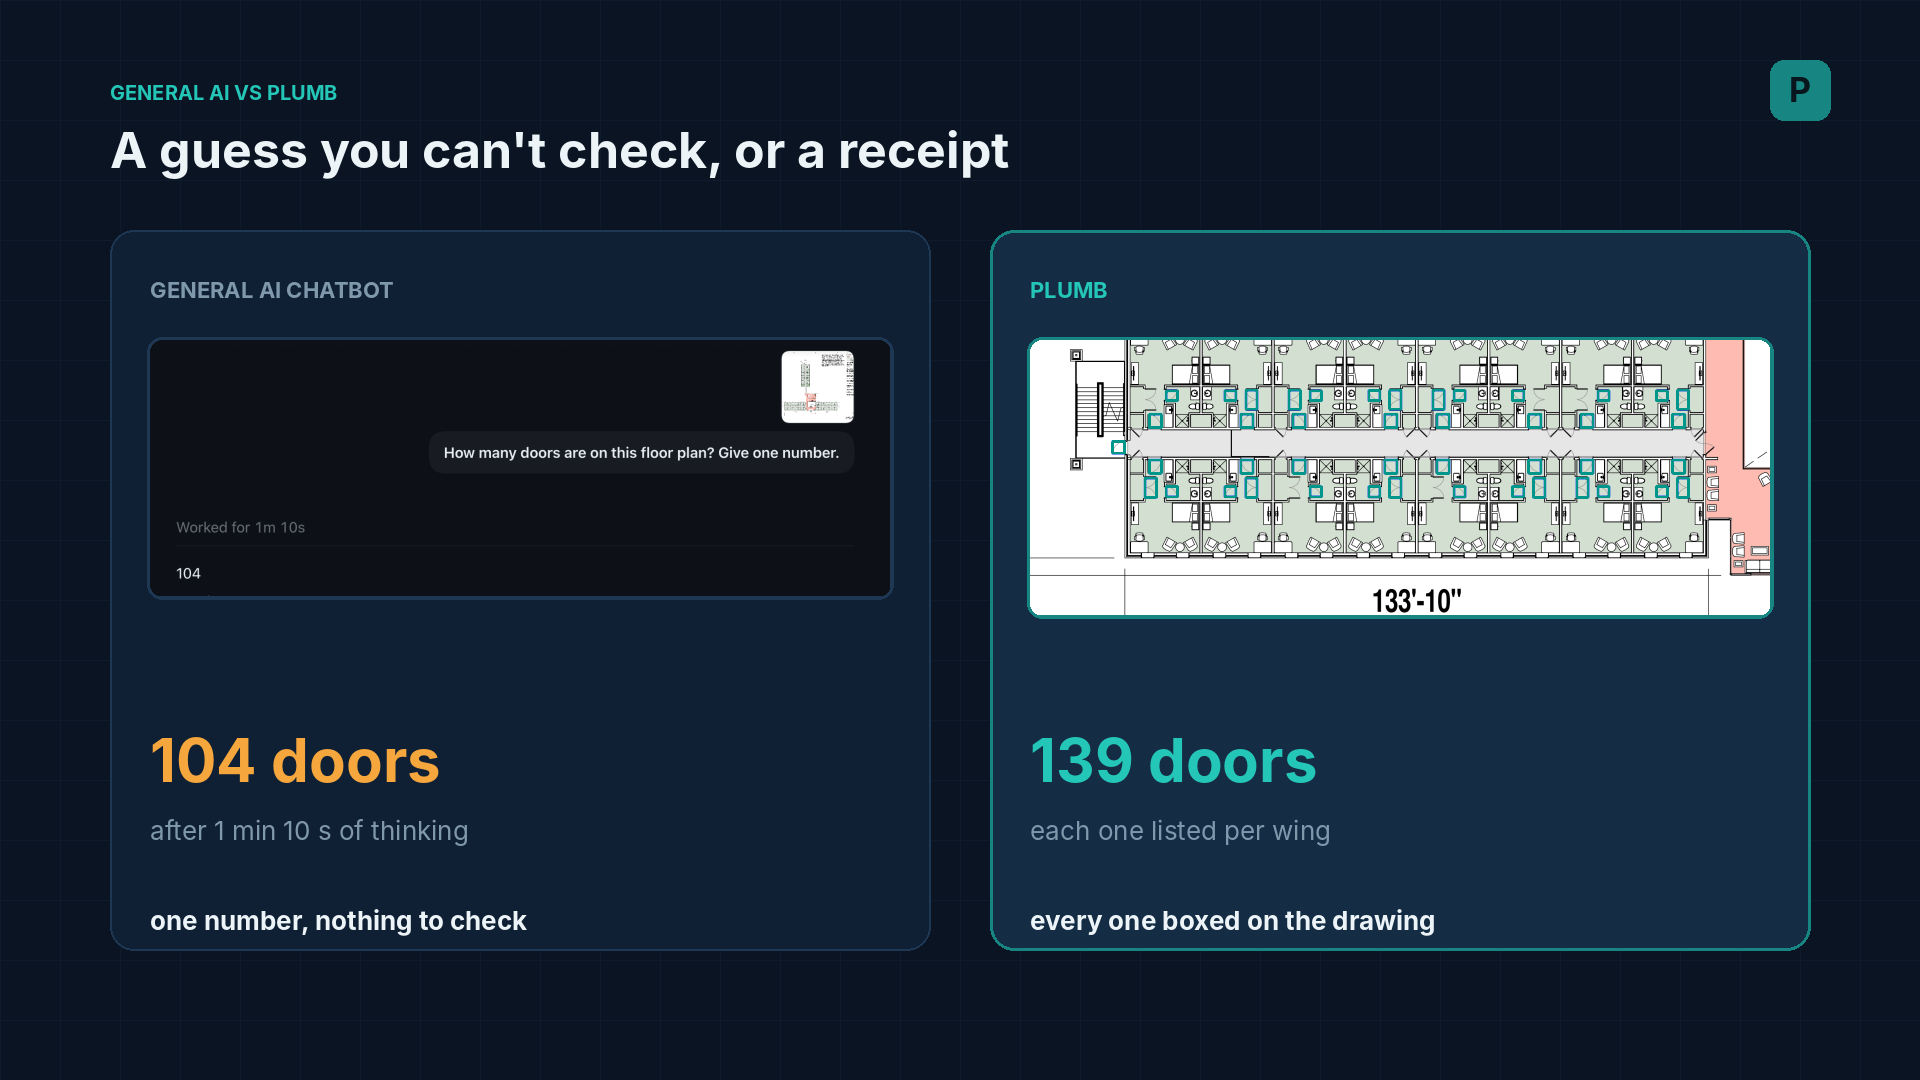 GENERAL AI VS PLUMB
P
A guess you can't check, or a receipt
GENERAL AI CHATBOT
How many doors are on this floor plan? Give one number.
Worked for 1m 10s
104
104 doors
after 1 min 10 s of thinking
one number, nothing to check
PLUMB
133'-10"
139 doors
each one listed per wing
every one boxed on the drawing